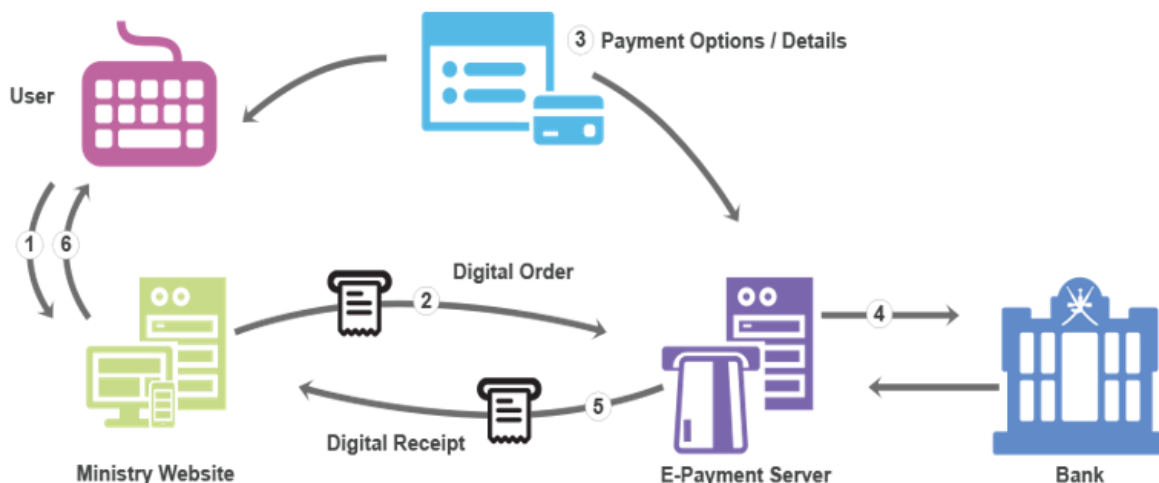 3 Payment Options / Details
User
1
6
Digital Order
2
4
5
Digital Receipt
Ministry Website
E-Payment Server
Bank